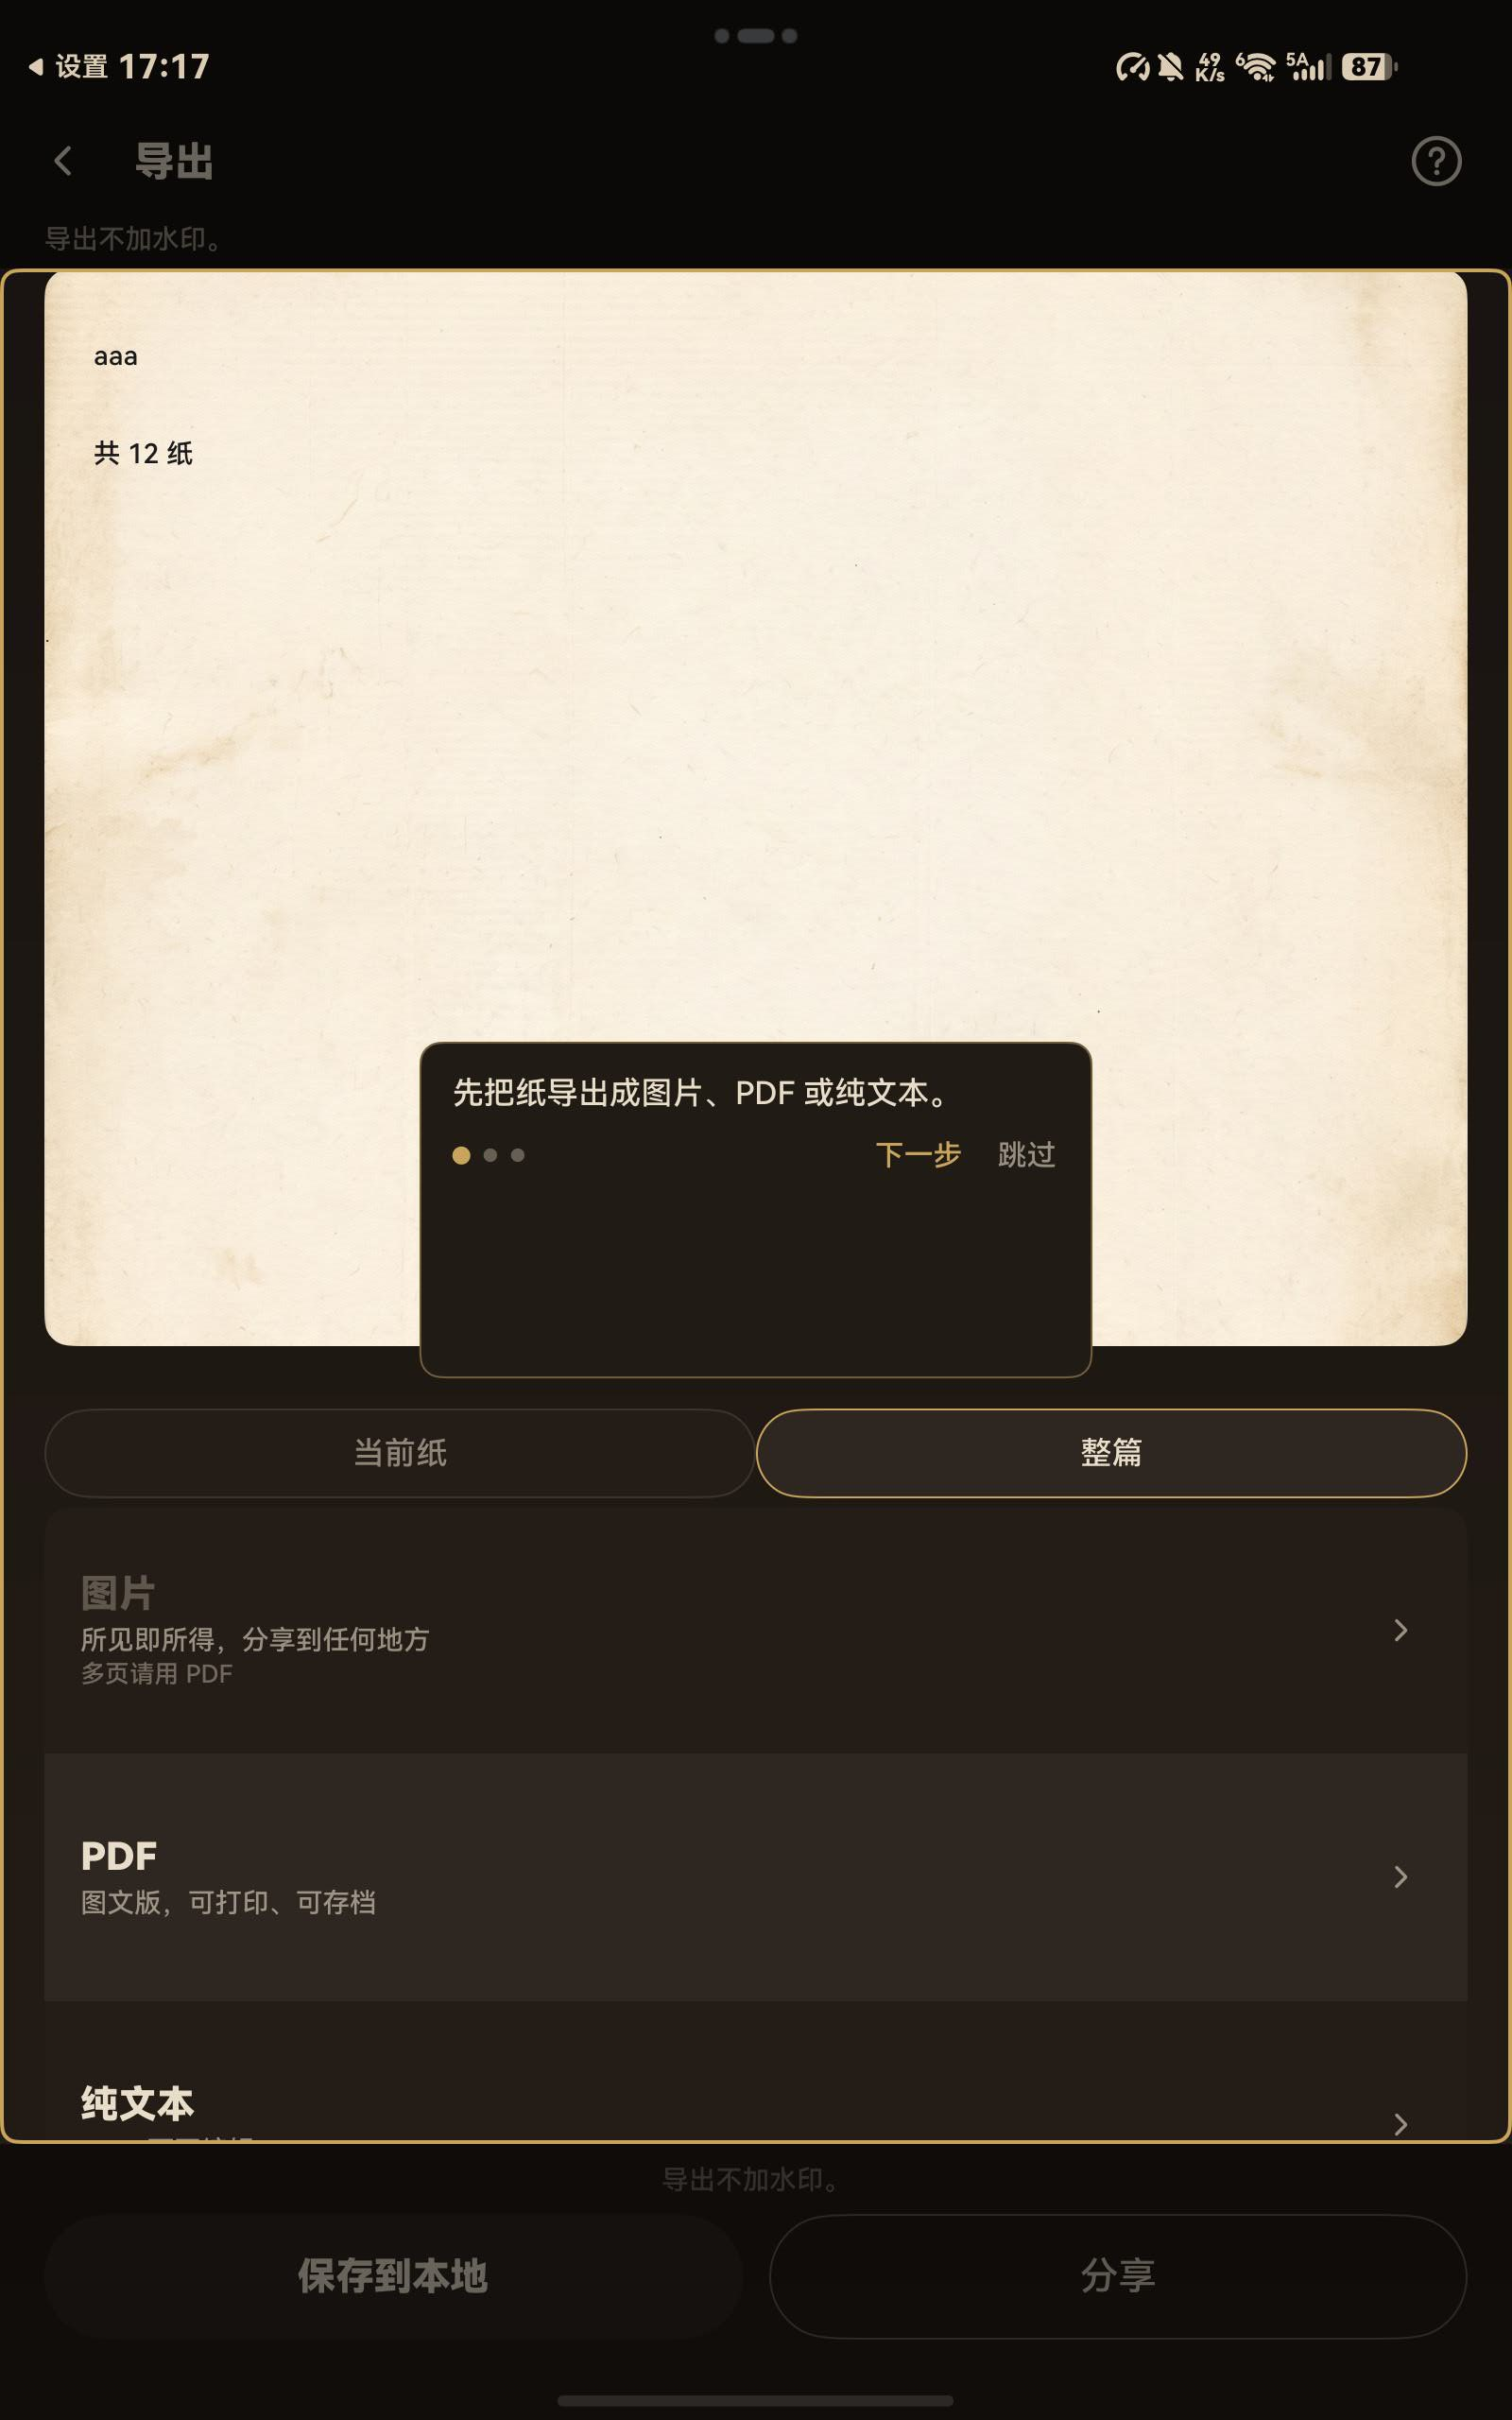 设置 17:17
49 K/s 6 5A 87
导出
导出不加水印。
aaa
共 12 纸
先把纸导出成图片、PDF 或纯文本。
下一步 跳过
当前纸 整篇
图片
所见即所得，分享到任何地方
多页请用 PDF
PDF
图文版，可打印、可存档
纯文本
导出不加水印。
保存到本地 分享